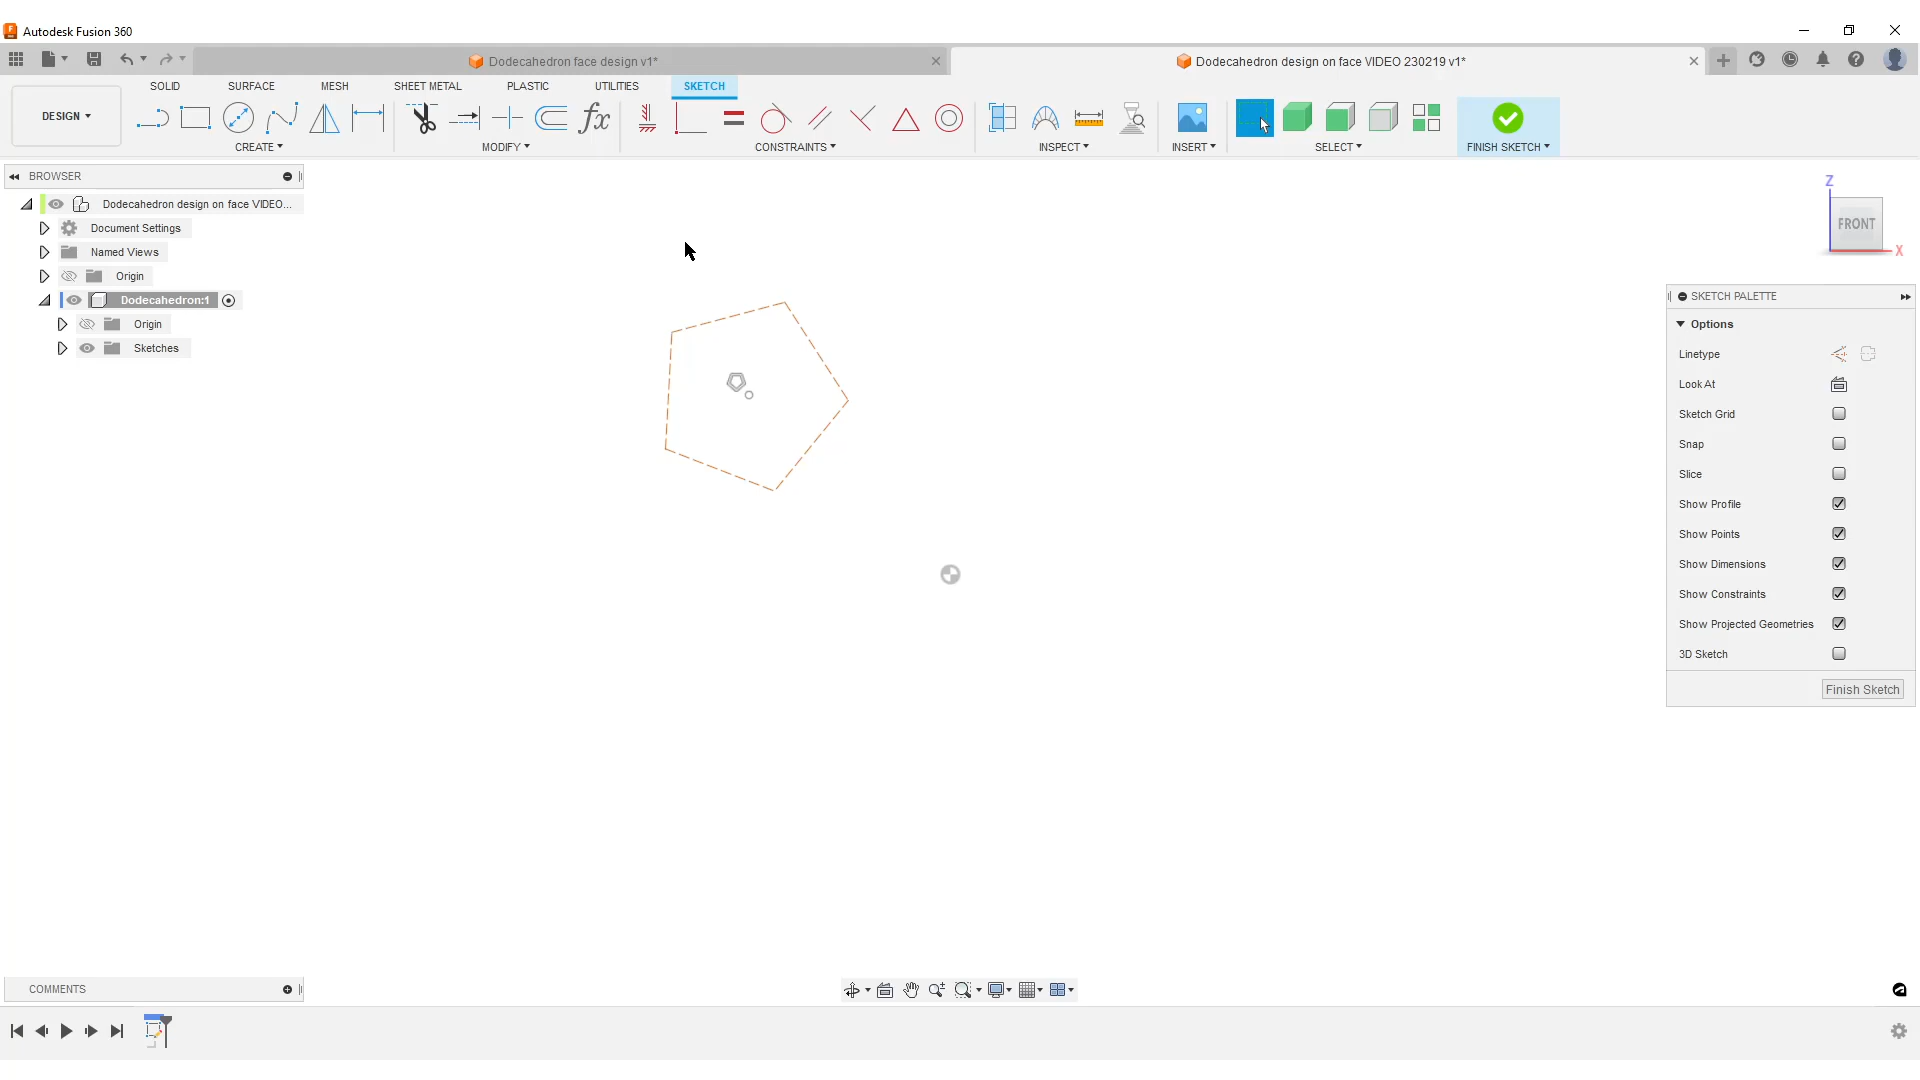 Autodesk Fusion 360
Dodecahedron face design v1*
Dodecahedron design on face VIDEO 230219 v1*
SOLID
SURFACE
MESH
SHEET METAL
PLASTIC
UTILITIES
SKETCH
DESIGN
CREATE
MODIFY
CONSTRAINTS
INSPECT
INSERT
SELECT
FINISH SKETCH
fx
BROWSER
Dodecahedron design on face VIDEO...
Document Settings
Named Views
Origin
Dodecahedron:1
Origin
Sketches
Z
FRONT
X
SKETCH PALETTE
Options
Linetype
Look At
Sketch Grid
Snap
Slice
Show Profile
Show Points
Show Dimensions
Show Constraints
Show Projected Geometries
3D Sketch
Finish Sketch
COMMENTS